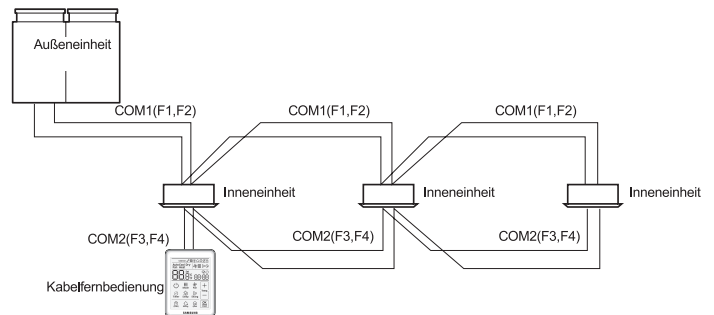 Außeneinheit
COM1(F1,F2)
COM1(F1,F2)
COM1(F1,F2)
Inneneinheit
Inneneinheit
Inneneinheit
COM2(F3,F4)
COM2(F3,F4)
COM2(F3,F4)
Kabelfernbedienung
SAMSUNG